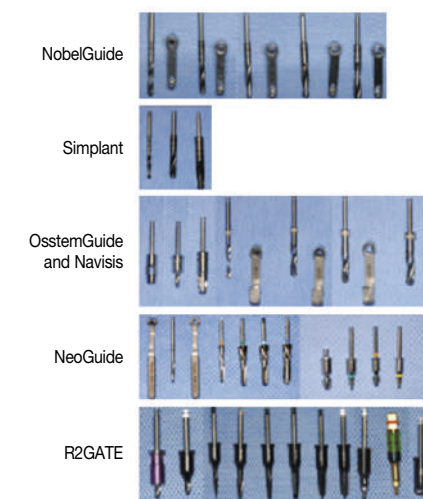 NobelGuide
Simplant
OsstemGuide
and Navisis
NeoGuide
R2GATE